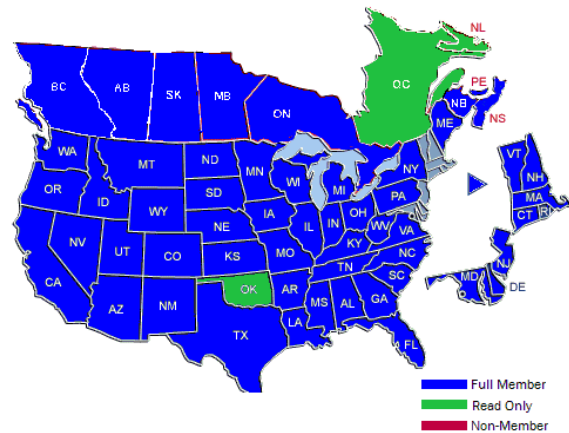 NL
QC
PE
BC
AB
SK
MB
ON
NB
ME
NS
WA
MT
ND
MN
OR
ID
SD
WI
MI
NY
VT
NH
MA
CT
RI
WY
IA
PA
NE
NV
UT
CO
IL
IN
OH
WV
VA
KS
MO
KY
NC
NJ
CA
TN
MD
DE
AZ
NM
OK
AR
SC
MS
AL
GA
TX
LA
FL
Full Member
Read Only
Non-Member